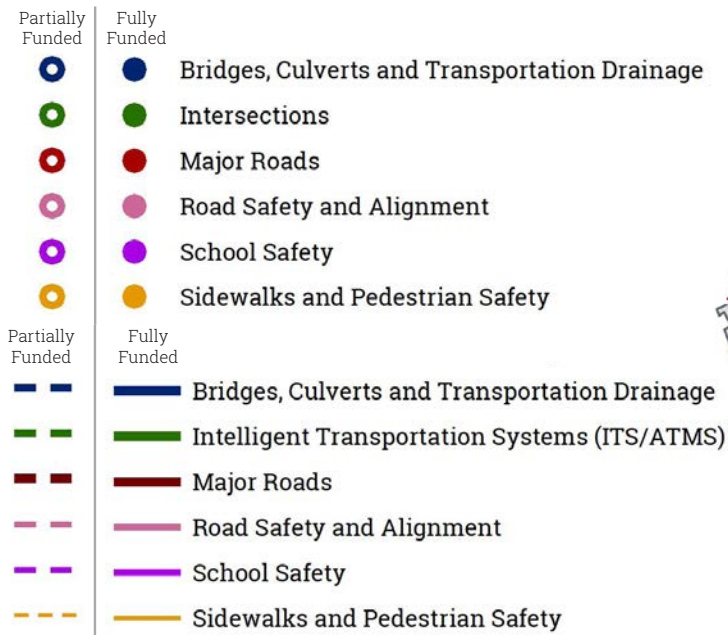 Partially Fully
Funded Funded
Bridges, Culverts and Transportation Drainage
Intersections
Major Roads
Road Safety and Alignment
School Safety
Sidewalks and Pedestrian Safety
Partially Fully
Funded Funded
Bridges, Culverts and Transportation Drainage
Intelligent Transportation Systems (ITS/ATMS)
Major Roads
Road Safety and Alignment
School Safety
Sidewalks and Pedestrian Safety